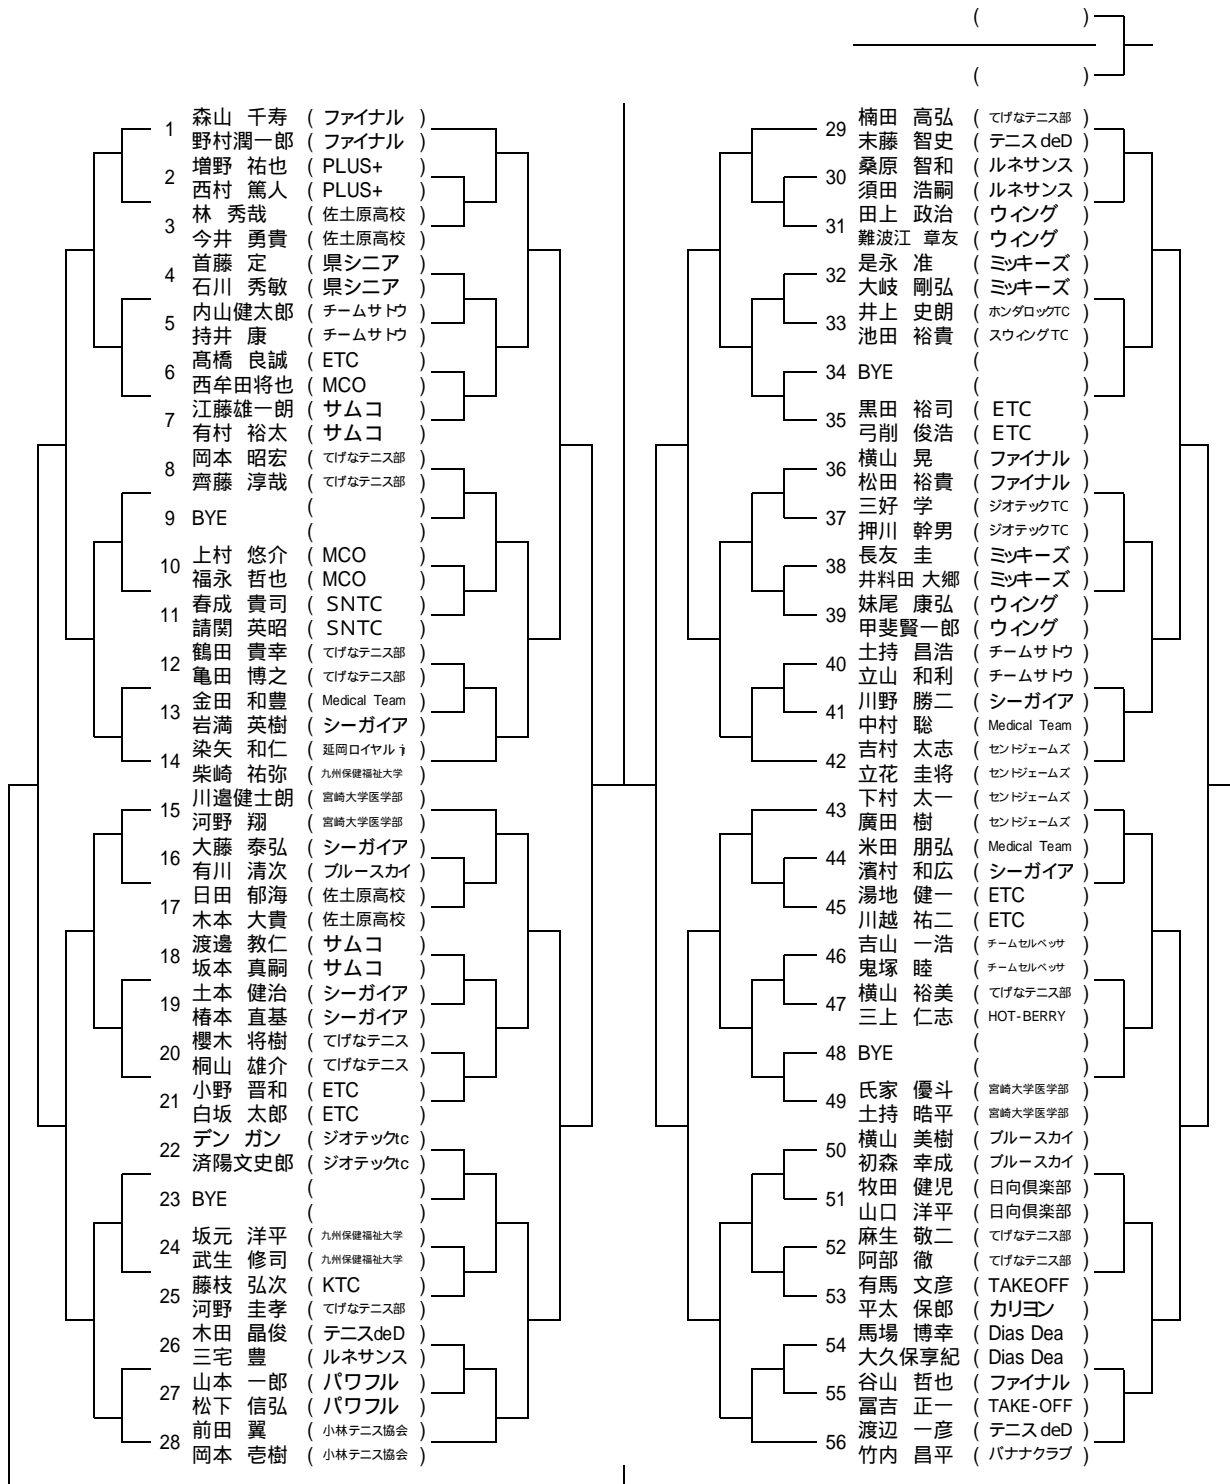 ( )
( )
森山 千寿 ( ファイナル )
1
野村潤一郎 ( ファイナル )
増野 祐也 ( PLUS+ )
2
西村 篤人 ( PLUS+ )
林 秀哉 ( 佐土原高校 )
3
今井 勇貴 ( 佐土原高校 )
首藤 定 ( 県シニア )
4
石川 秀敏 ( 県シニア )
内山健太郎 ( チームサトウ )
5
持井 康 ( チームサトウ )
髙橋 良誠 ( ETC )
6
西牟田将也 ( MCO )
江藤雄一朗 ( サムコ )
7
有村 裕太 ( サムコ )
岡本 昭宏 ( てげなテニス部 )
8
齊藤 淳哉 ( てげなテニス部 )
( )
9 BYE
( )
上村 悠介 ( MCO )
10
福永 哲也 ( MCO )
春成 貴司 ( SNTC )
11
請関 英昭 ( SNTC )
鶴田 貴幸 ( てげなテニス部 )
12
亀田 博之 ( てげなテニス部 )
金田 和豊 ( Medical Team )
13
岩満 英樹 ( シーガイア )
染矢 和仁 ( 延岡ロイヤル )
14
柴崎 祐弥 ( 九州保健福祉大学 )
川邉健士朗 ( 宮崎大学医学部 )
15
河野 翔 ( 宮崎大学医学部 )
大藤 泰弘 ( シーガイア )
16
有川 清次 ( ブルースカイ )
日田 郁海 ( 佐土原高校 )
17
木本 大貴 ( 佐土原高校 )
渡邊 教仁 ( サムコ )
18
坂本 真嗣 ( サムコ )
土本 健治 ( シーガイア )
19
椿本 直基 ( シーガイア )
櫻木 将樹 ( てげなテニス )
20
桐山 雄介 ( てげなテニス )
小野 晋和 ( ETC )
21
白坂 太郎 ( ETC )
デン ガン ( ジオテックtc )
22
済陽文史郎 ( ジオテックtc )
( )
23 BYE
( )
坂元 洋平 ( 九州保健福祉大学 )
24
武生 修司 ( 九州保健福祉大学 )
藤枝 弘次 ( KTC )
25
河野 圭孝 ( てげなテニス部 )
木田 晶俊 ( テニスdeD )
26
三宅 豊 ( ルネサンス )
山本 一郎 ( パワフル )
27
松下 信弘 ( パワフル )
前田 翼 ( 小林テニス協会 )
28
岡本 壱樹 ( 小林テニス協会 )
楠田 高弘 ( てげなテニス部 )
29
末藤 智史 ( テニス deD )
桑原 智和 ( ルネサンス )
30
須田 浩嗣 ( ルネサンス )
田上 政治 ( ウィング )
31
難波江 章友 ( ウィング )
是永 准 ( ミッキーズ )
32
大岐 剛弘 ( ミッキーズ )
井上 史朗 ( ホンダロックTC )
33
池田 裕貴 ( スウィングTC )
( )
34 BYE
( )
黒田 裕司 ( ETC )
35
弓削 俊浩 ( ETC )
横山 晃 ( ファイナル )
36
松田 裕貴 ( ファイナル )
三好 学 ( ジオテックTC )
37
押川 幹男 ( ジオテックTC )
長友 圭 ( ミッキーズ )
38
井料田 大郷 ( ミッキーズ )
妹尾 康弘 ( ウィング )
39
甲斐賢一郎 ( ウィング )
土持 昌浩 ( チームサトウ )
40
立山 和利 ( チームサトウ )
川野 勝二 ( シーガイア )
41
中村 聡 ( Medical Team )
吉村 太志 ( セントジェームズ )
42
立花 圭将 ( セントジェームズ )
下村 太一 ( セントジェームズ )
43
廣田 樹 ( セントジェームズ )
米田 朋弘 ( Medical Team )
44
濱村 和広 ( シーガイア )
湯地 健一 ( ETC )
45
川越 祐二 ( ETC )
吉山 一浩 ( チームセルベッサ )
46
鬼塚 睦 ( チームセルベッサ )
横山 裕美 ( てげなテニス部 )
47
三上 仁志 ( HOT-BERRY )
( )
48 BYE
( )
氏家 優斗 ( 宮崎大学医学部 )
49
土持 晧平 ( 宮崎大学医学部 )
横山 美樹 ( ブルースカイ )
50
初森 幸成 ( ブルースカイ )
牧田 健児 ( 日向倶楽部 )
51
山口 洋平 ( 日向倶楽部 )
麻生 敬二 ( てげなテニス部 )
52
阿部 徹 ( てげなテニス部 )
有馬 文彦 ( TAKEOFF )
53
平太 保郎 ( カリヨン )
馬場 博幸 ( Dias Dea )
54
大久保享紀 ( Dias Dea )
谷山 哲也 ( ファイナル )
55
冨吉 正一 ( TAKE-OFF )
渡辺 一彦 ( テニス deD )
56
竹内 昌平 ( バナナクラブ )